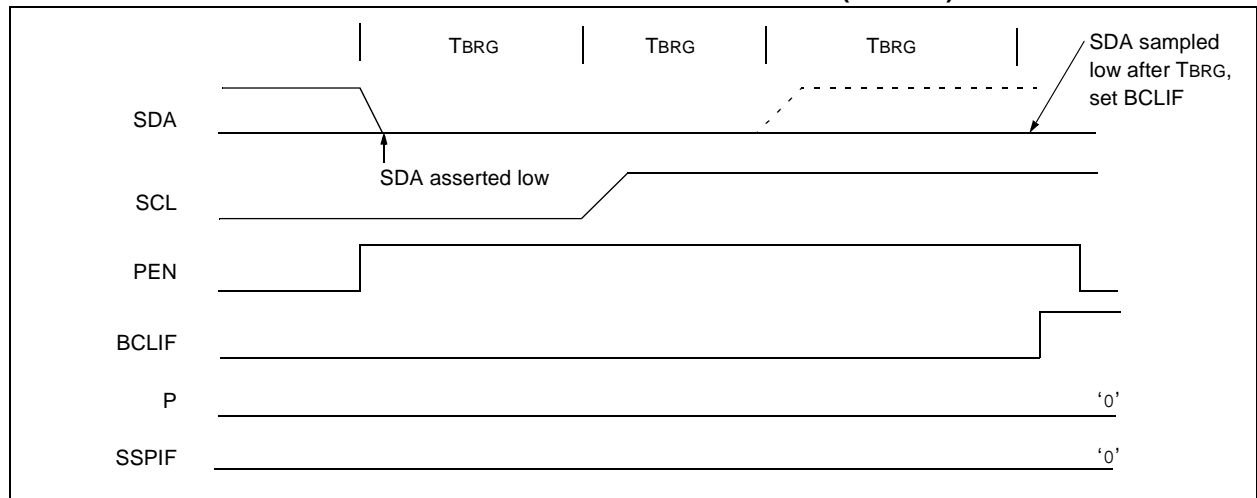 TBRG TBRG TBRG
SDA sampled
low after TBRG,
set BCLIF
SDA
SDA asserted low
SCL
PEN
BCLIF
P
‘0’
SSPIF
‘0’